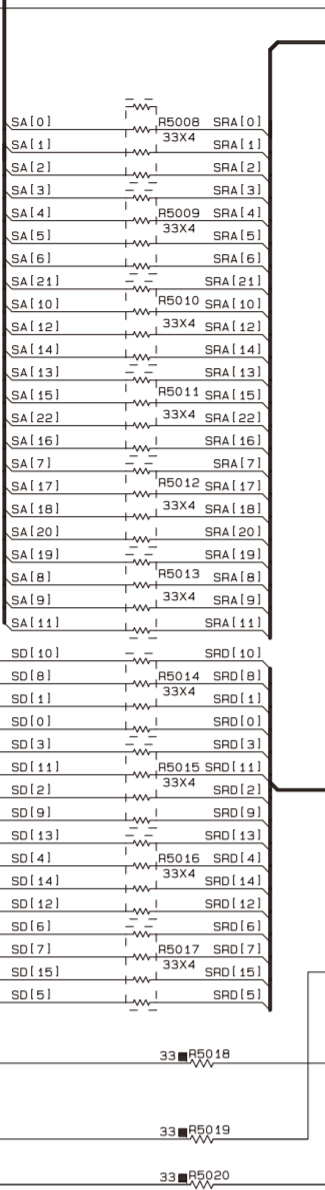 SA[0] R5008 SRA[0]
33X4
SA[1] SRA[1]
SA[2] SRA[2]
SA[3] SRA[3]
SA[4] R5009 SRA[4]
33X4
SA[5] SRA[5]
SA[6] SRA[6]
SA[21] SRA[21]
SA[10] R5010 SRA[10]
SA[12] 33X4 SRA[12]
SA[14] SRA[14]
SA[13] SRA[13]
SA[15] R5011 SRA[15]
SA[22] 33X4 SRA[22]
SA[16] SRA[16]
SA[7] SRA[7]
SA[17] R5012 SRA[17]
SA[18] 33X4 SRA[18]
SA[20] SRA[20]
SA[19] SRA[19]
SA[8] R5013 SRA[8]
SA[9] 33X4 SRA[9]
SA[11] SRA[11]
SD[10] SRD[10]
SD[8] R5014 SRD[8]
33X4
SD[1] SRD[1]
SD[0] SRD[0]
SD[3] SRD[3]
SD[11] R5015 SRD[11]
33X4
SD[2] SRD[2]
SD[9] SRD[9]
SD[13] SRD[13]
SD[4] R5016 SRD[4]
33X4
SD[14] SRD[14]
SD[12] SRD[12]
SD[6] SRD[6]
SD[7] R5017 SRD[7]
33X4
SD[15] SRD[15]
SD[5] SRD[5]
33 R5018
33 R5019
33 R5020